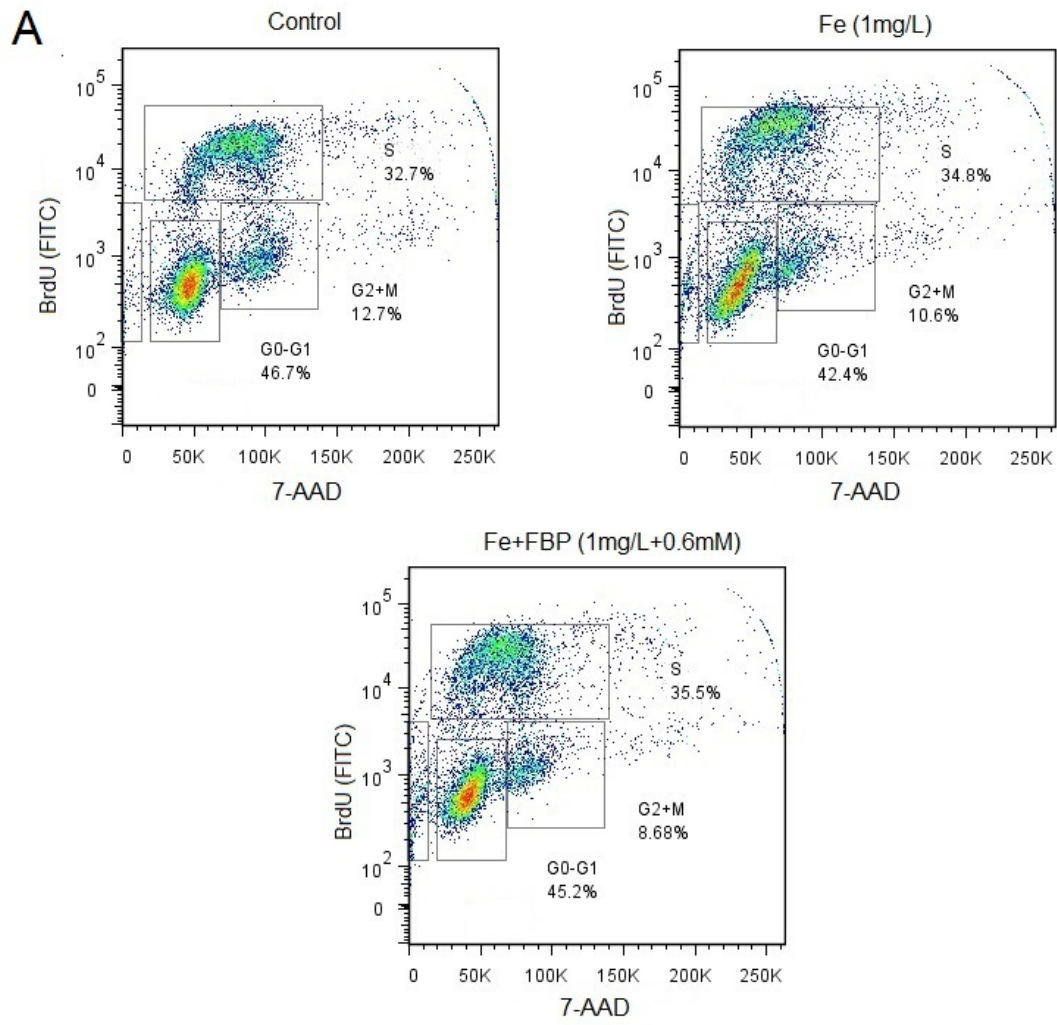 A
Control
10^5
10^4
10^3
10^2
0
BrdU (FITC)
S
32.7%
G2+M
12.7%
G0-G1
46.7%
0 50K 100K 150K 200K 250K
7-AAD
Fe (1mg/L)
10^5
10^4
10^3
10^2
0
BrdU (FITC)
S
34.8%
G2+M
10.6%
G0-G1
42.4%
0 50K 100K 150K 200K 250K
7-AAD
Fe+FBP (1mg/L+0.6mM)
10^5
10^4
10^3
10^2
0
BrdU (FITC)
S
35.5%
G2+M
8.68%
G0-G1
45.2%
0 50K 100K 150K 200K 250K
7-AAD